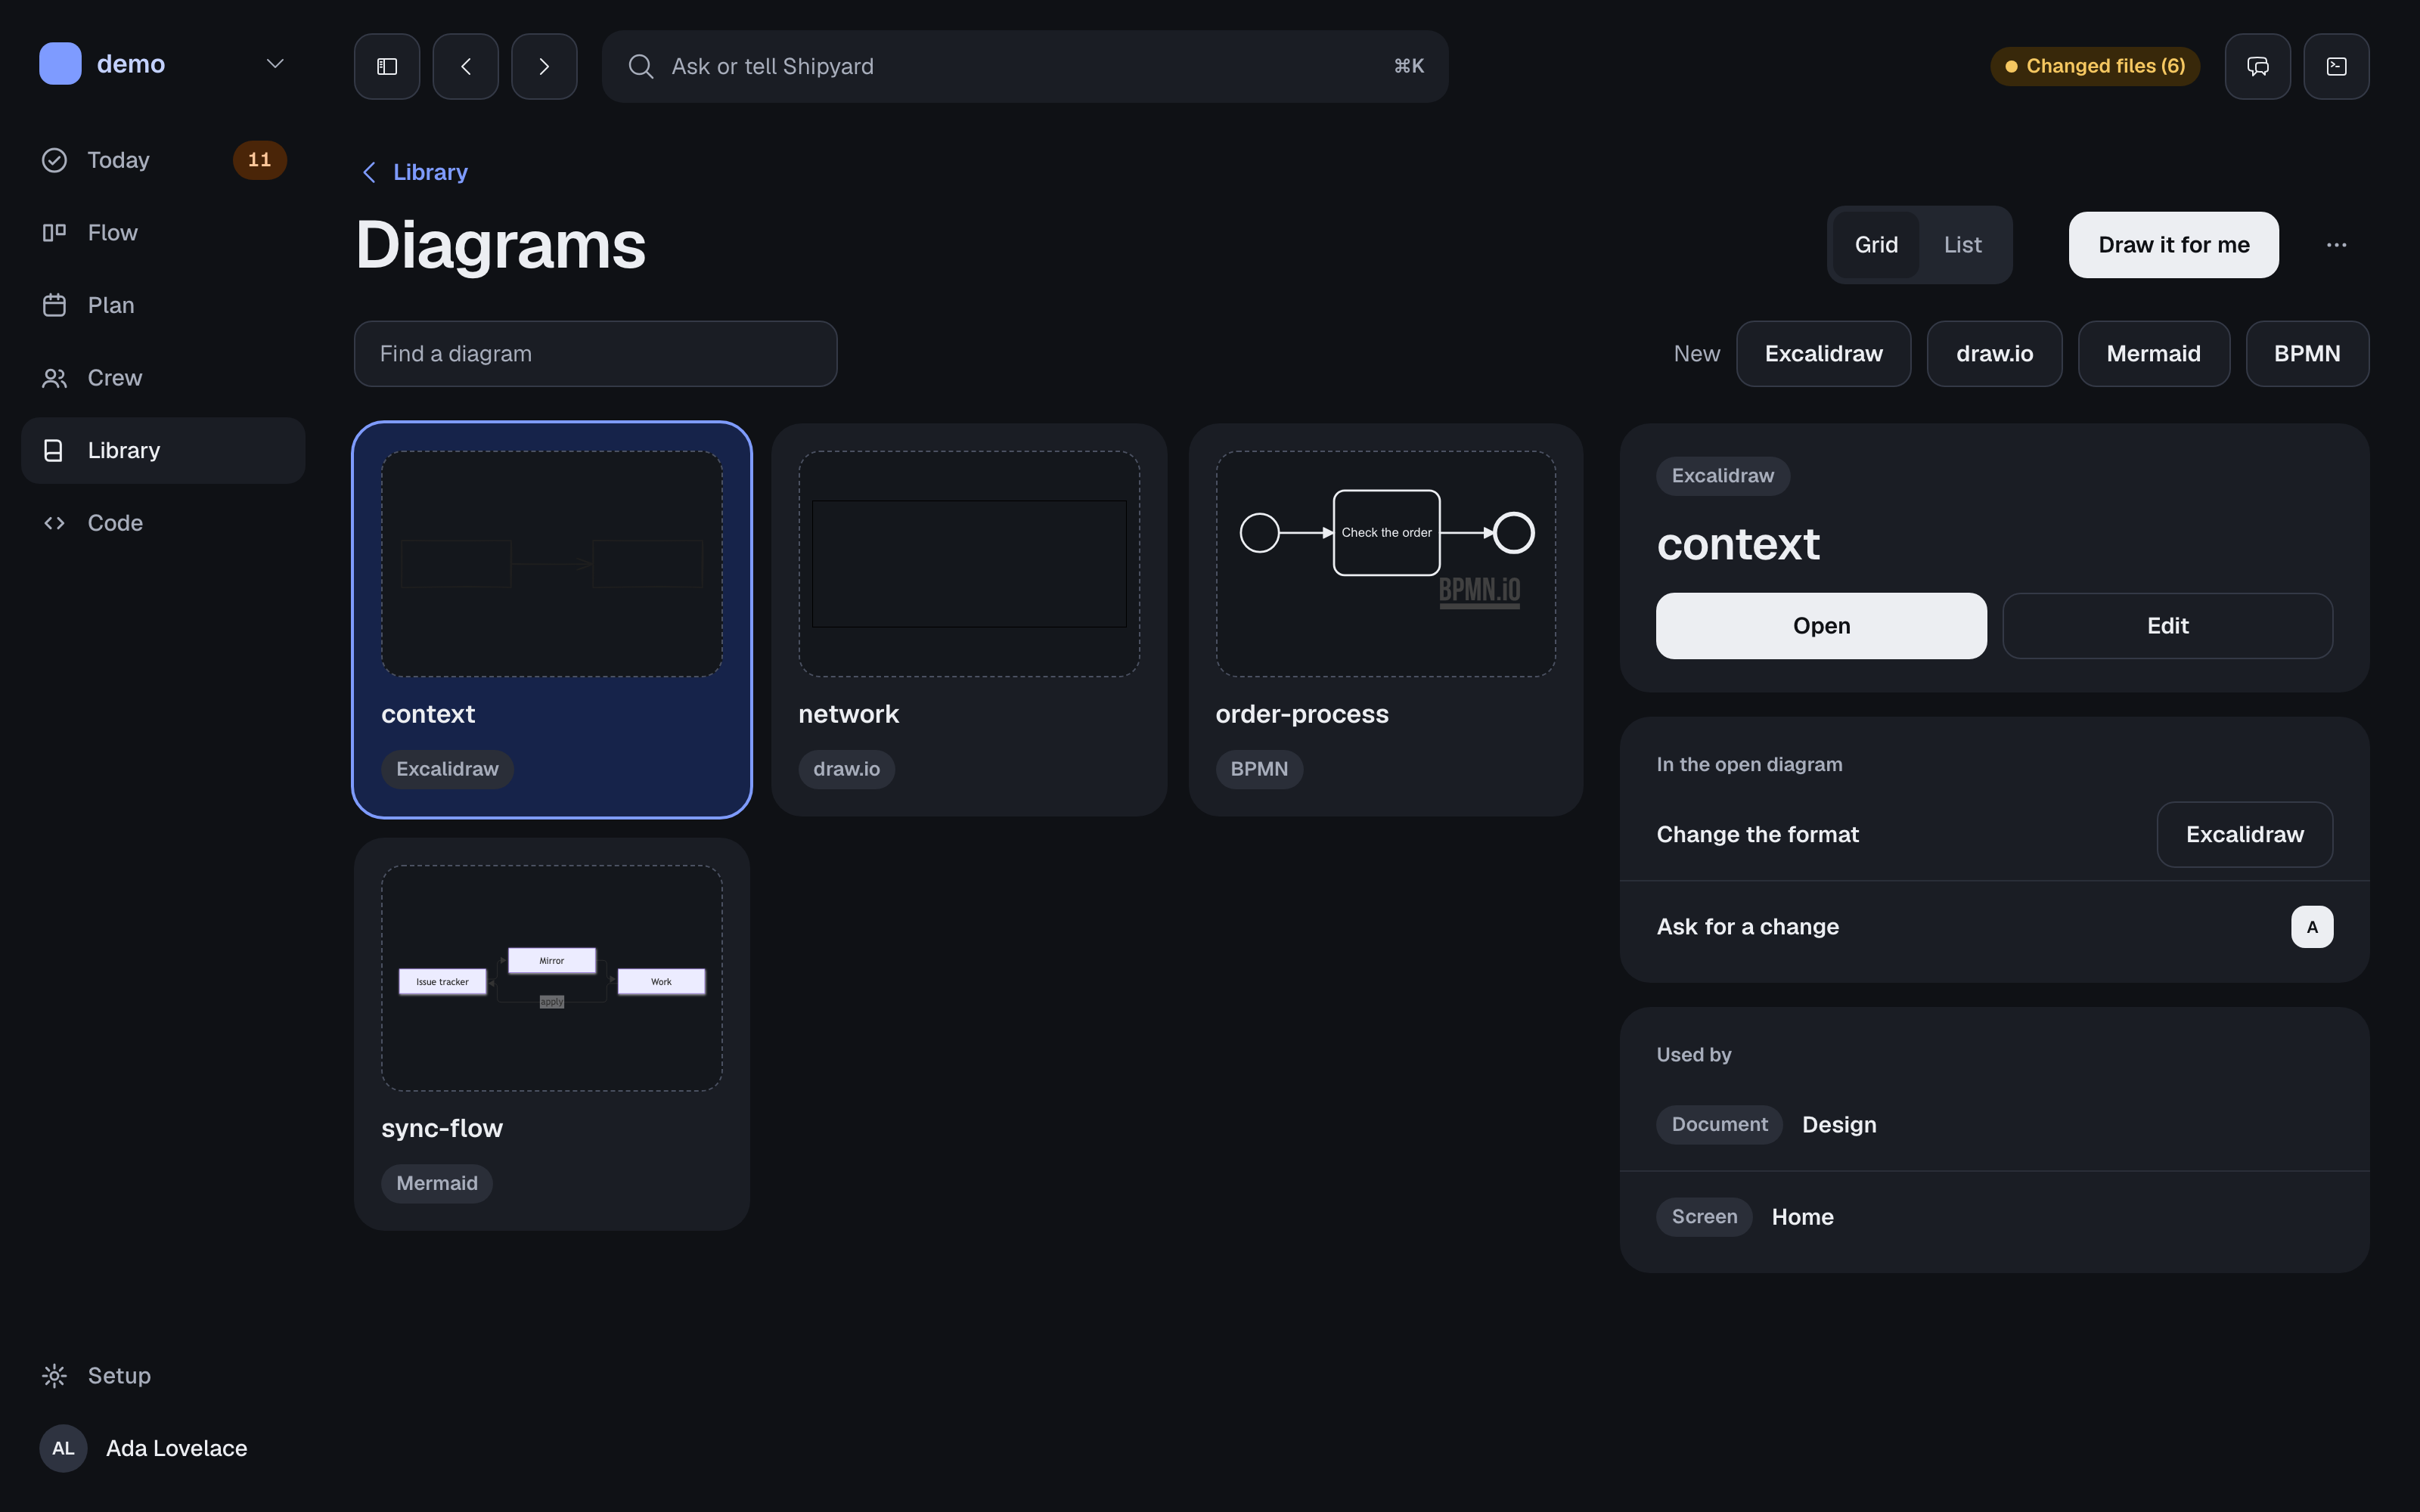 demo
Ask or tell Shipyard
⌘K
Changed files (6)
Today
11
Flow
Plan
Crew
Library
Code
Setup
AL
Ada Lovelace
Library
Diagrams
Grid
List
Draw it for me
Find a diagram
New
Excalidraw
draw.io
Mermaid
BPMN
context
Excalidraw
network
draw.io
Check the order
BPMN.iO
order-process
BPMN
Issue tracker
Mirror
Work
apply
sync-flow
Mermaid
Excalidraw
context
Open
Edit
In the open diagram
Change the format
Excalidraw
Ask for a change
A
Used by
Document
Design
Screen
Home